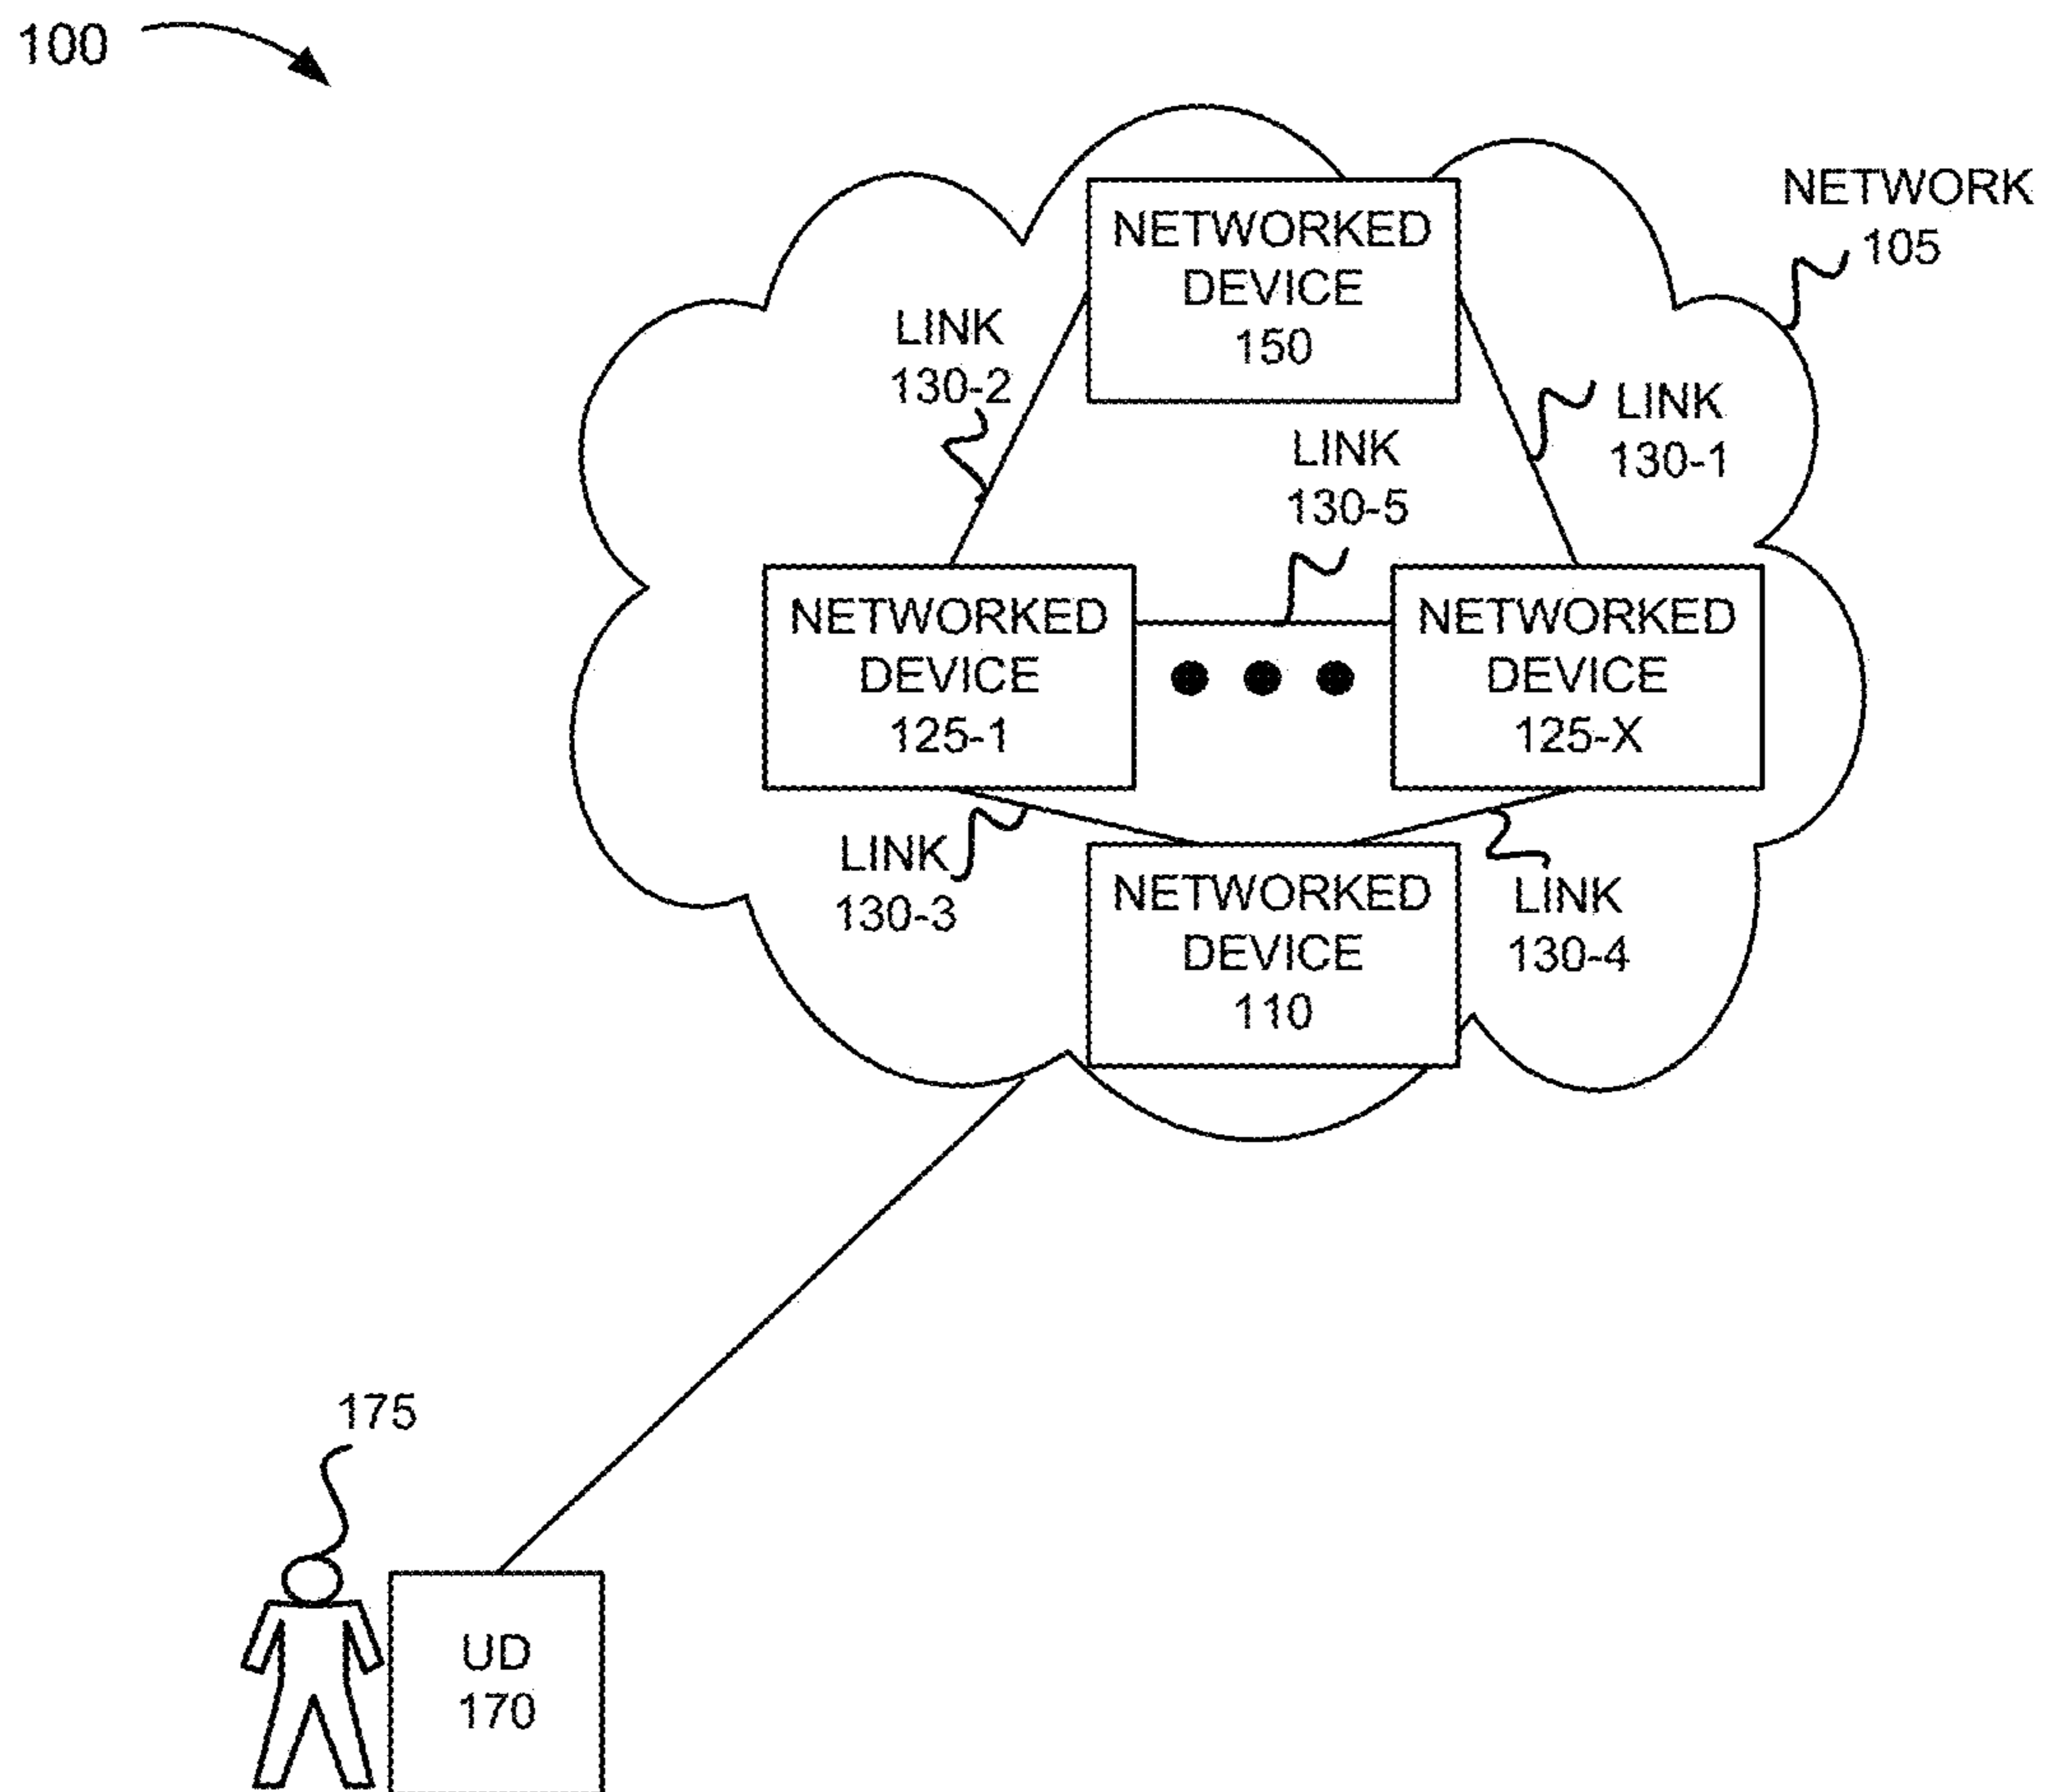 100
NETWORK
105
NETWORKED
DEVICE
150
LINK
130-2
LINK
130-1
LINK
130-5
NETWORKED
DEVICE
125-1
NETWORKED
DEVICE
125-X
LINK
130-3
NETWORKED
DEVICE
110
LINK
130-4
175
UD
170